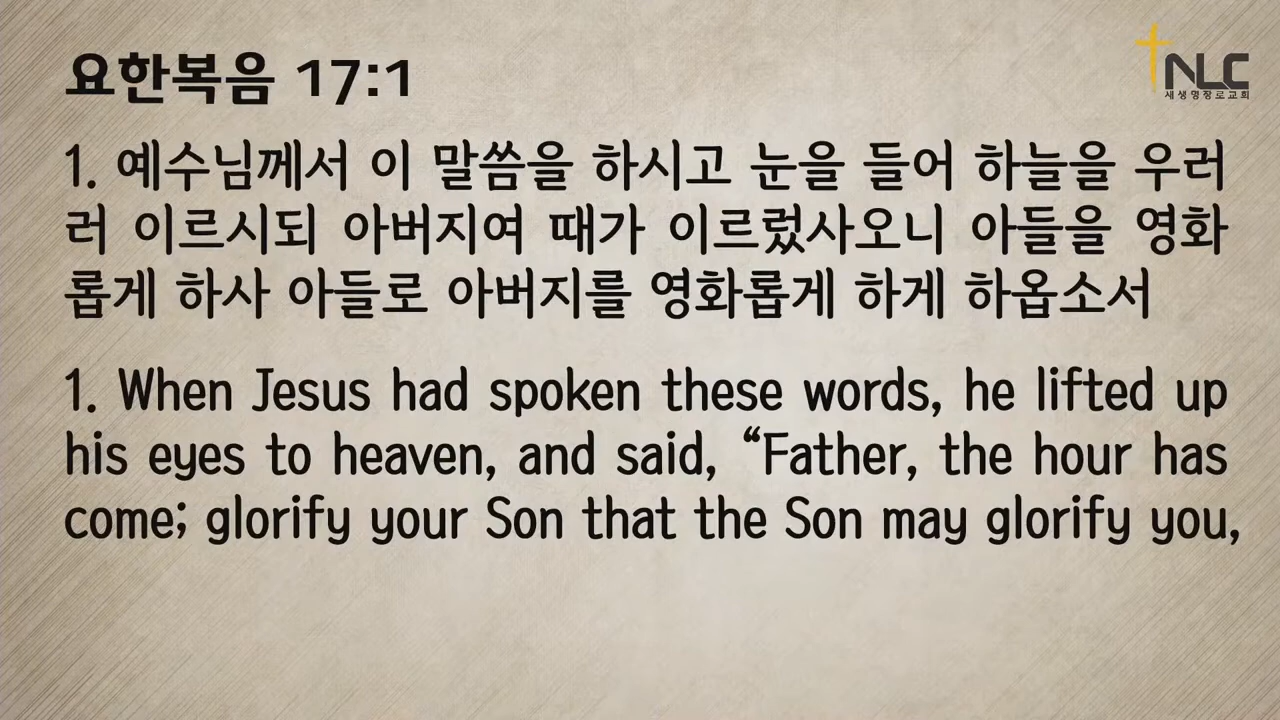 요한복음 17:1
NLC
새생명장로교회
1. 예수님께서 이 말씀을 하시고 눈을 들어 하늘을 우러
러 이르시되 아버지여 때가 이르렀사오니 아들을 영화
롭게 하사 아들로 아버지를 영화롭게 하게 하옵소서
1. When Jesus had spoken these words, he lifted up
his eyes to heaven, and said, “Father, the hour has
come; glorify your Son that the Son may glorify you,